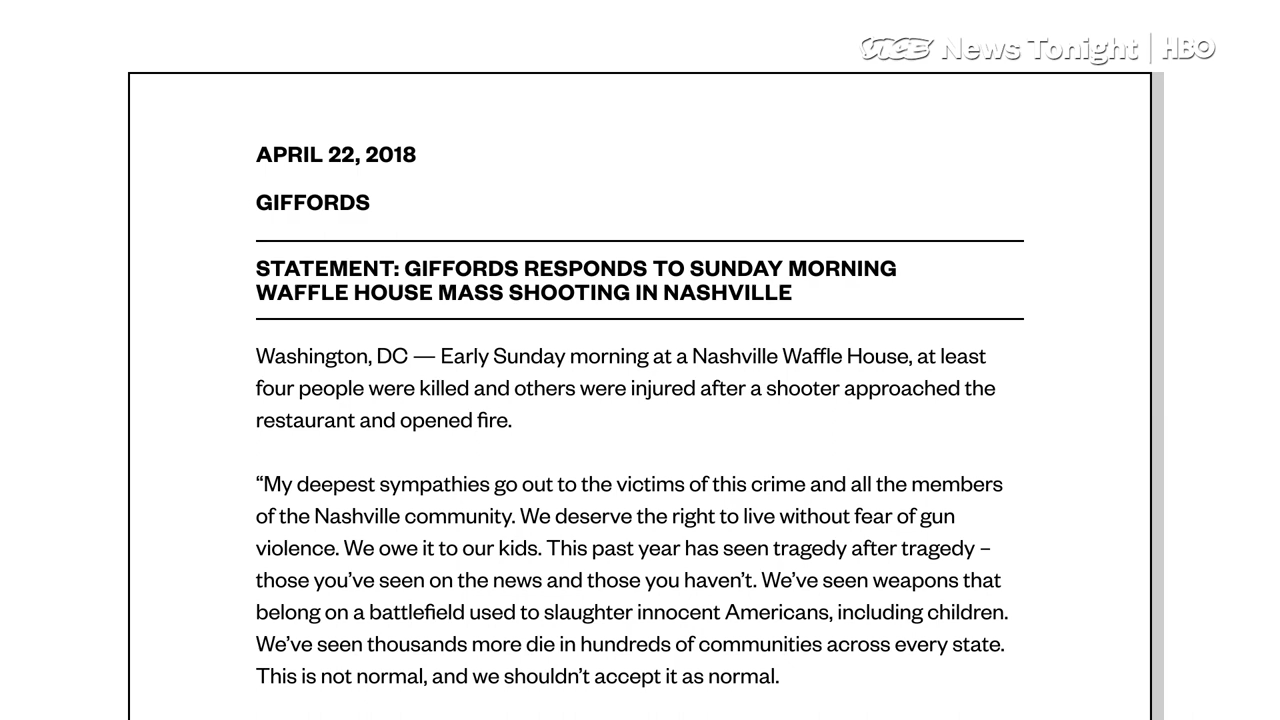 VICE News Tonight | HBO
APRIL 22, 2018
GIFFORDS
STATEMENT: GIFFORDS RESPONDS TO SUNDAY MORNING
WAFFLE HOUSE MASS SHOOTING IN NASHVILLE
Washington, DC — Early Sunday morning at a Nashville Waffle House, at least
four people were killed and others were injured after a shooter approached the
restaurant and opened fire.
“My deepest sympathies go out to the victims of this crime and all the members
of the Nashville community. We deserve the right to live without fear of gun
violence. We owe it to our kids. This past year has seen tragedy after tragedy –
those you’ve seen on the news and those you haven’t. We’ve seen weapons that
belong on a battlefield used to slaughter innocent Americans, including children.
We’ve seen thousands more die in hundreds of communities across every state.
This is not normal, and we shouldn’t accept it as normal.